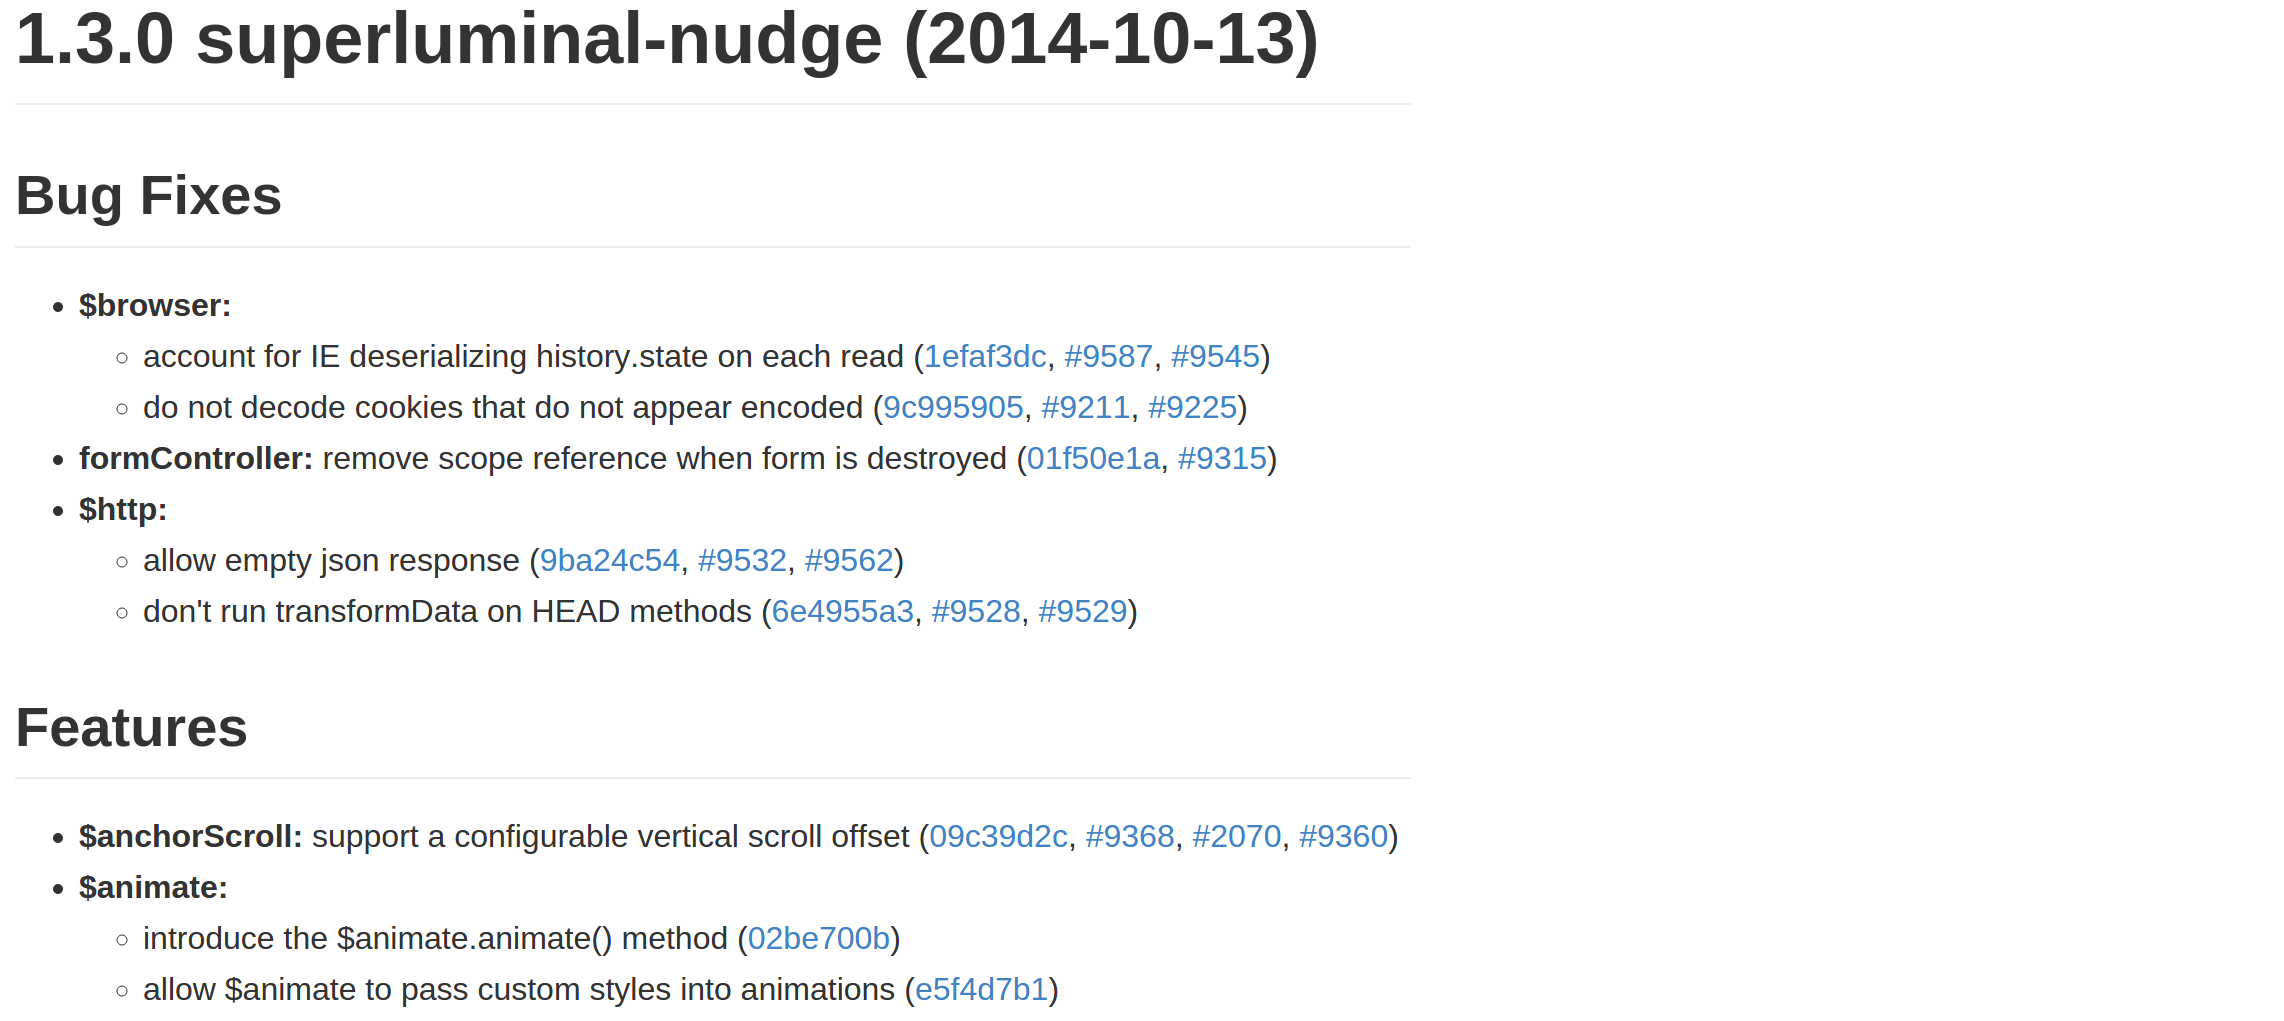 1.3.0 superluminal-nudge (2014-10-13)
Bug Fixes
$browser:
account for IE deserializing history.state on each read (1efaf3dc, #9587, #9545)
do not decode cookies that do not appear encoded (9c995905, #9211, #9225)
formController: remove scope reference when form is destroyed (01f50e1a, #9315)
$http:
allow empty json response (9ba24c54, #9532, #9562)
don't run transformData on HEAD methods (6e4955a3, #9528, #9529)
Features
$anchorScroll: support a configurable vertical scroll offset (09c39d2c, #9368, #2070, #9360)
$animate:
introduce the $animate.animate() method (02be700b)
allow $animate to pass custom styles into animations (e5f4d7b1)